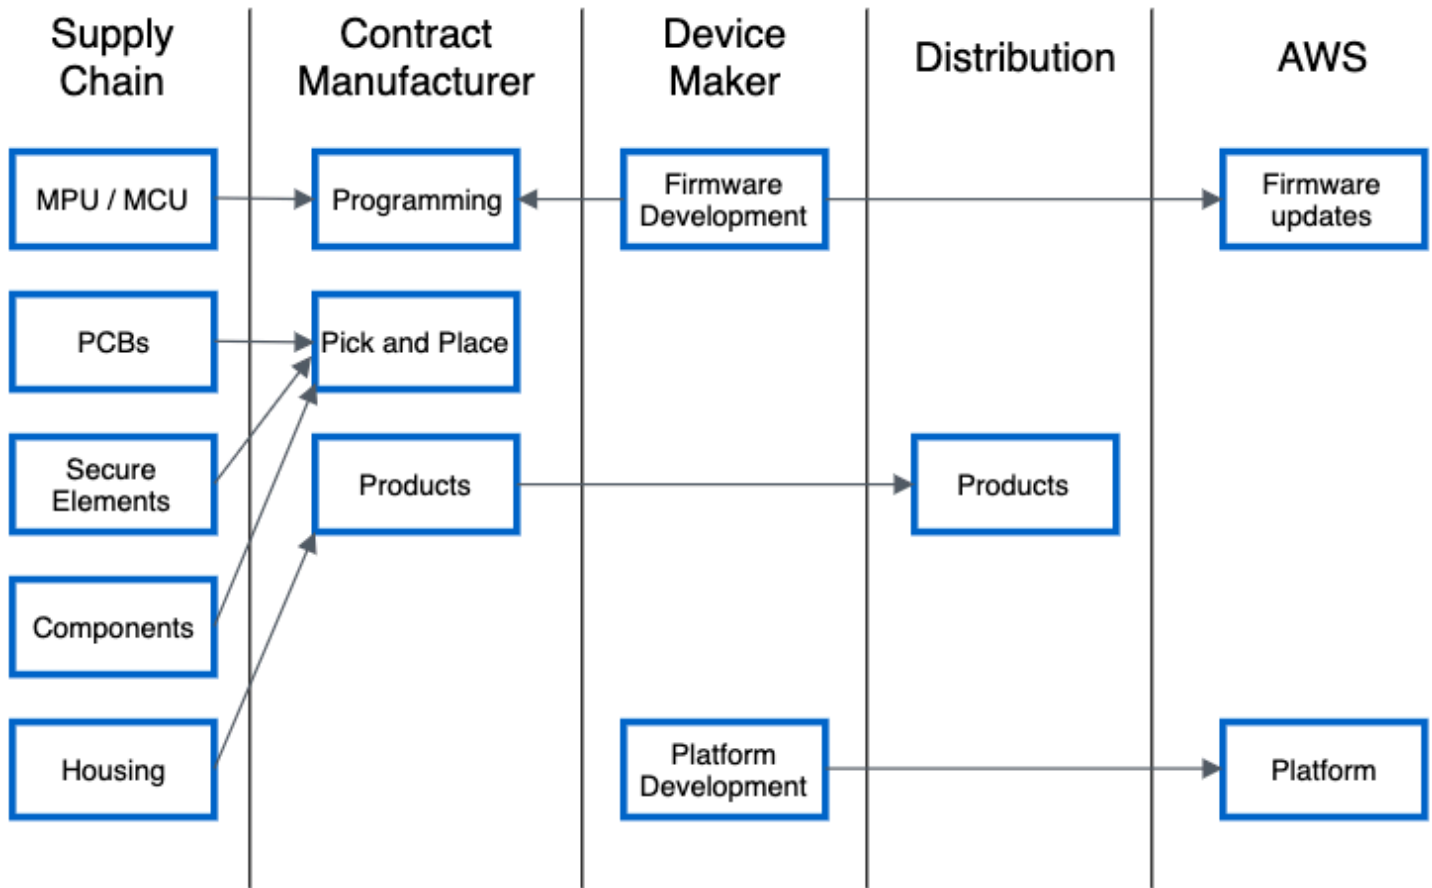 Supply
Chain
Contract
Manufacturer
Device
Maker
Distribution
AWS
MPU / MCU
Programming
Firmware
Development
Firmware
updates
PCBs
Pick and Place
Secure
Elements
Products
Products
Components
Housing
Platform
Development
Platform